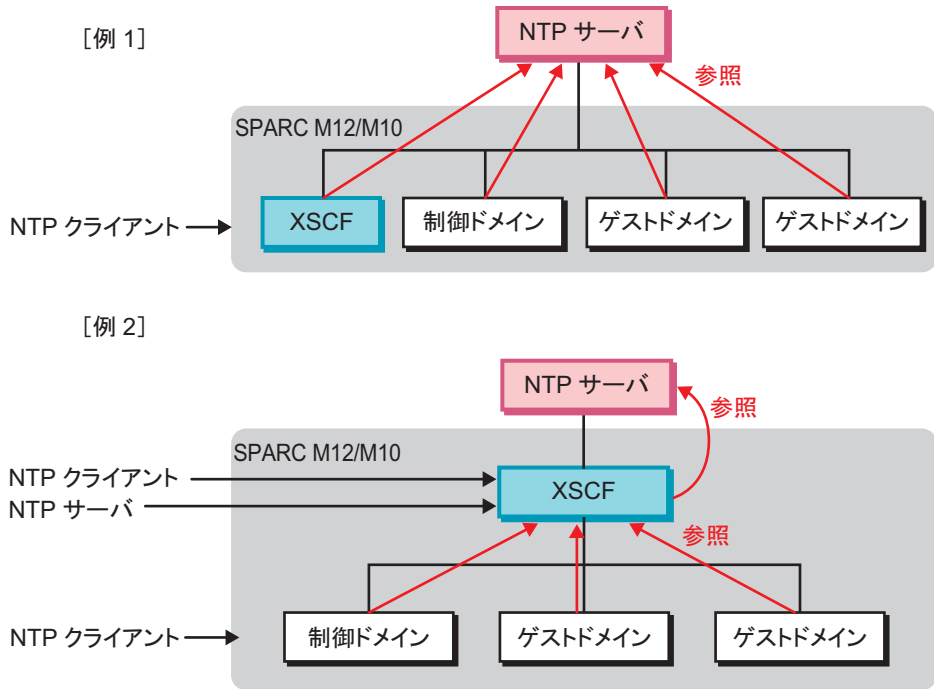 ［例 1］
NTP サーバ
参照
SPARC M12/M10
NTP クライアント
XSCF
制御ドメイン
ゲストドメイン
ゲストドメイン
［例 2］
NTP サーバ
参照
SPARC M12/M10
NTP クライアント
NTP サーバ
XSCF
参照
NTP クライアント
制御ドメイン
ゲストドメイン
ゲストドメイン